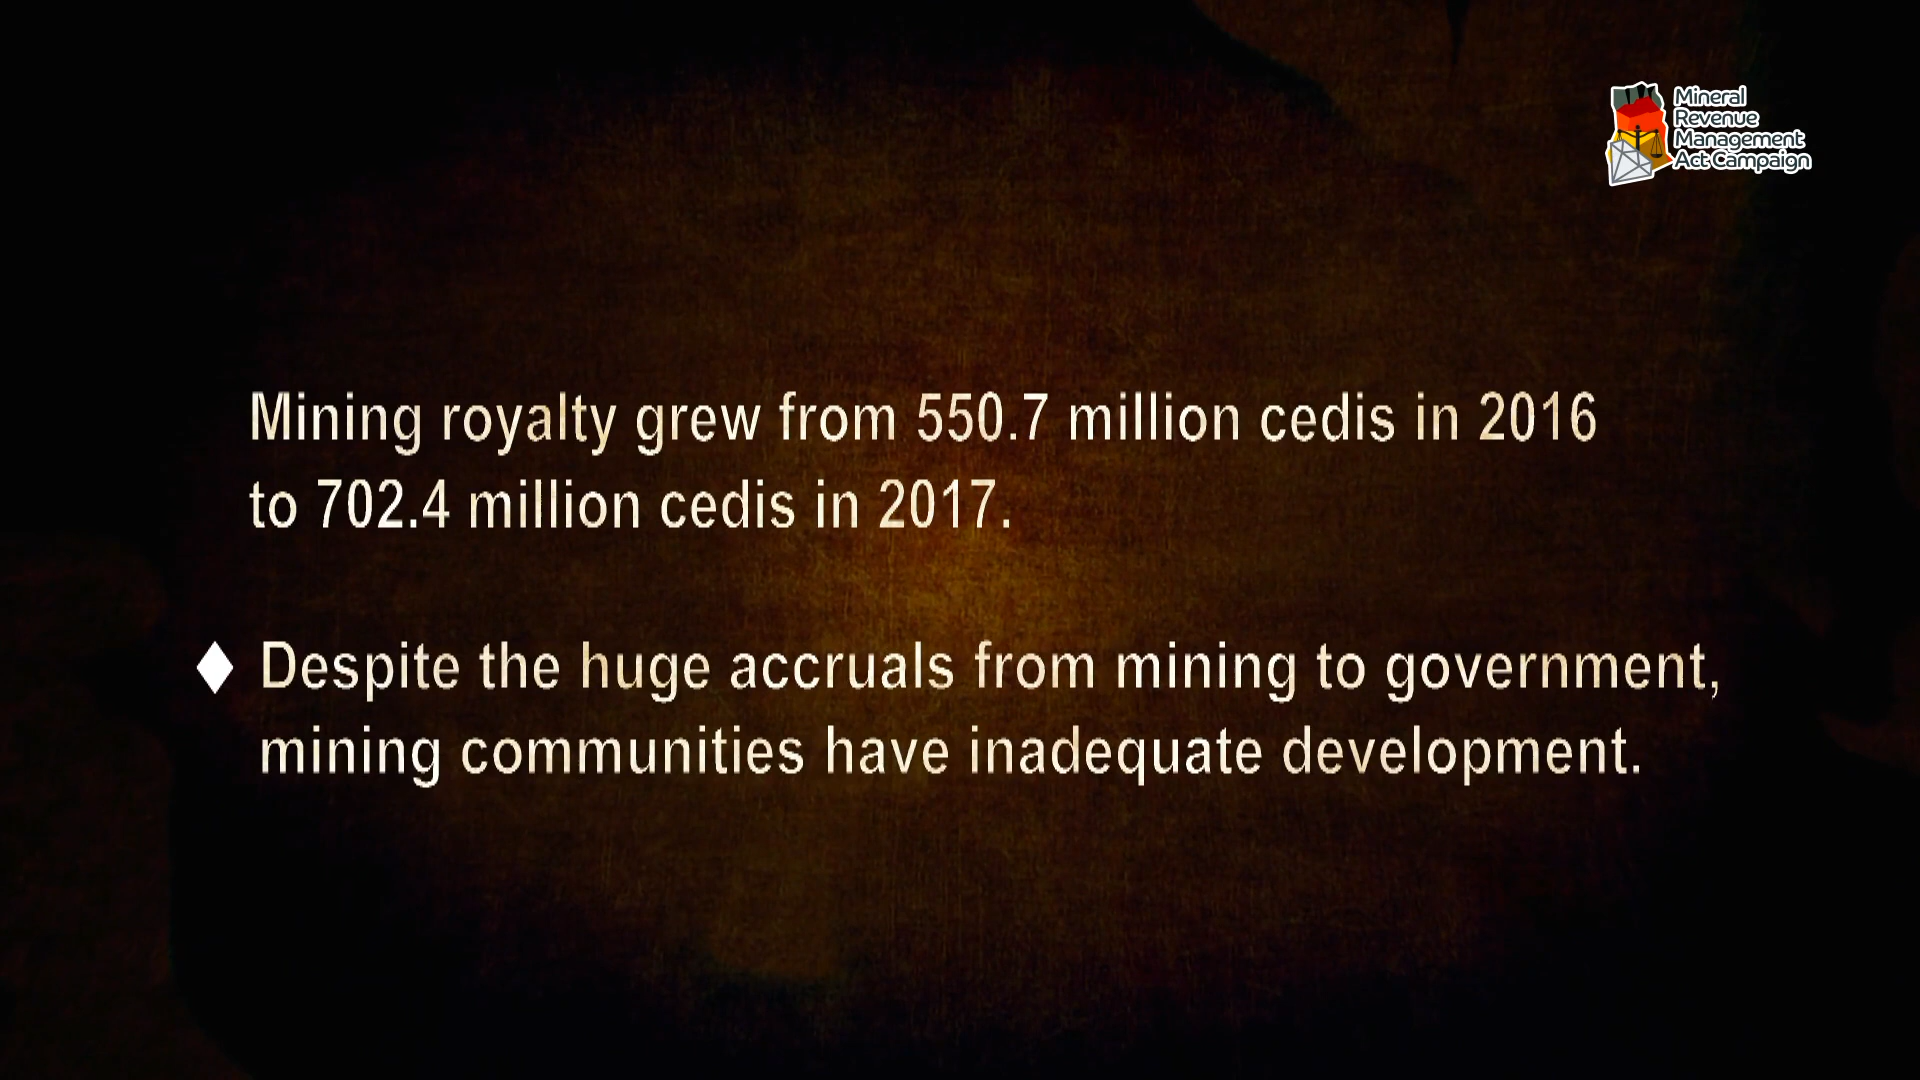 Mineral
Revenue
Management
Act Campaign
Mining royalty grew from 550.7 million cedis in 2016
to 702.4 million cedis in 2017.
♦ Despite the huge accruals from mining to government,
mining communities have inadequate development.